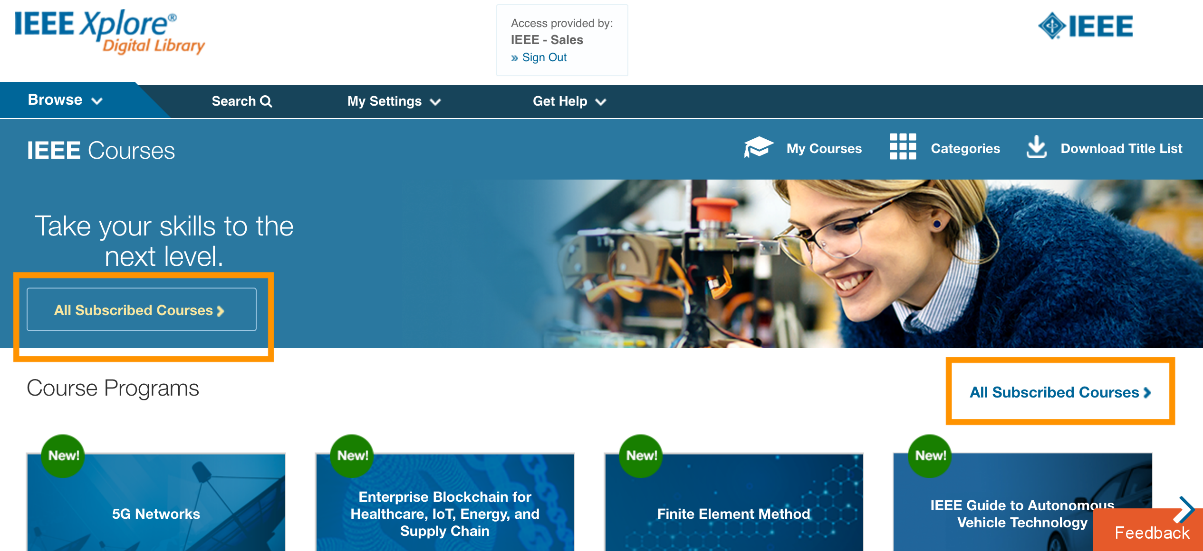 IEEE Xplore®
Digital Library
Access provided by:
IEEE - Sales
» Sign Out
IEEE
Browse
Search
My Settings
Get Help
IEEE Courses
My Courses
Categories
Download Title List
Take your skills to the
next level.
All Subscribed Courses
Course Programs
All Subscribed Courses
New!
5G Networks
New!
Enterprise Blockchain for
Healthcare, IoT, Energy, and
Supply Chain
New!
Finite Element Method
New!
IEEE Guide to Autonomous
Vehicle Technology
Feedback